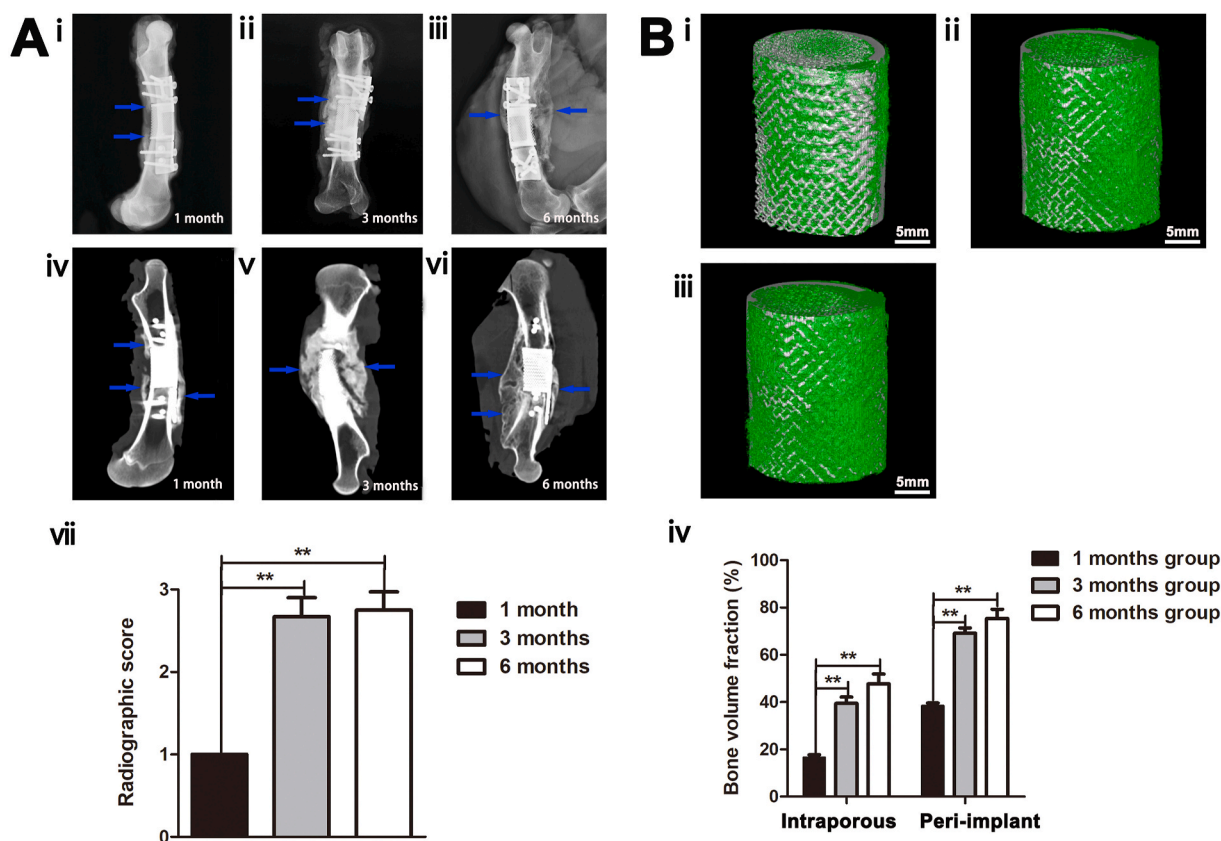 A
i
1 month
ii
3 months
iii
6 months
iv
1 month
v
3 months
vi
6 months
vii
Radiographic score
3
2
1
0
**
**
1 month
3 months
6 months
B
i
5mm
ii
5mm
iii
5mm
iv
Bone volume fraction (%)
100
80
60
40
20
0
**
**
**
**
Intraporous
Peri-implant
1 months group
3 months group
6 months group